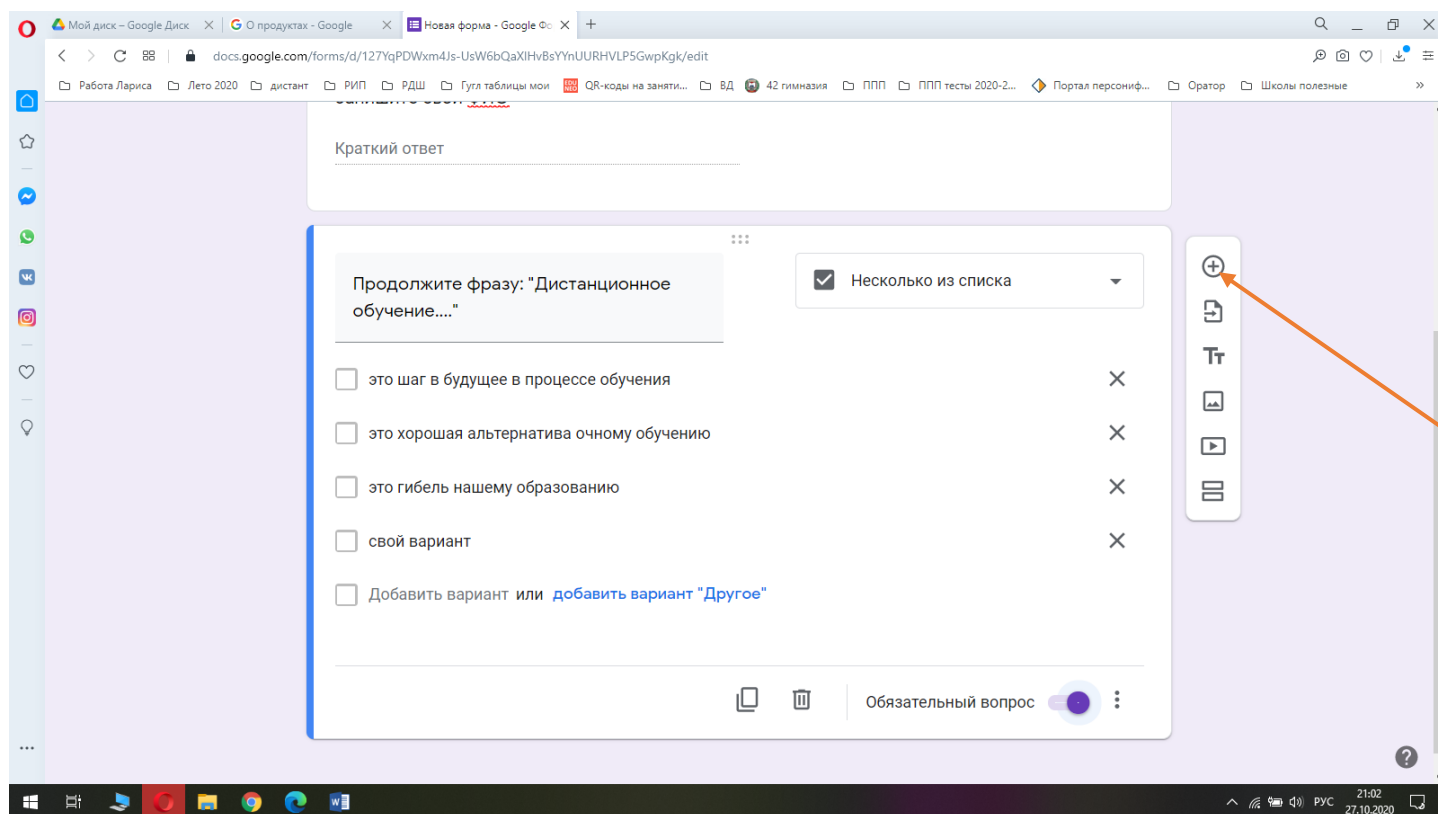 Мой диск – Google Диск
О продуктах - Google
Новая форма - Google Фо
docs.google.com/forms/d/127YqPDWxm4Js-UsW6bQaXIHvBsYYnUURHVLP5GwpKgk/edit
Работа Лариса Лето 2020 дистант РИП РДШ Гугл таблицы мои QR-коды на заняти... ВД 42 гимназия ППП ППП тесты 2020-2... Портал персониф... Оратор Школы полезные »
Краткий ответ
Продолжите фразу: "Дистанционное
обучение...."
Несколько из списка
это шаг в будущее в процессе обучения
это хорошая альтернатива очному обучению
это гибель нашему образованию
свой вариант
Добавить вариант или добавить вариант "Другое"
Обязательный вопрос
РУС
21:02
27.10.2020